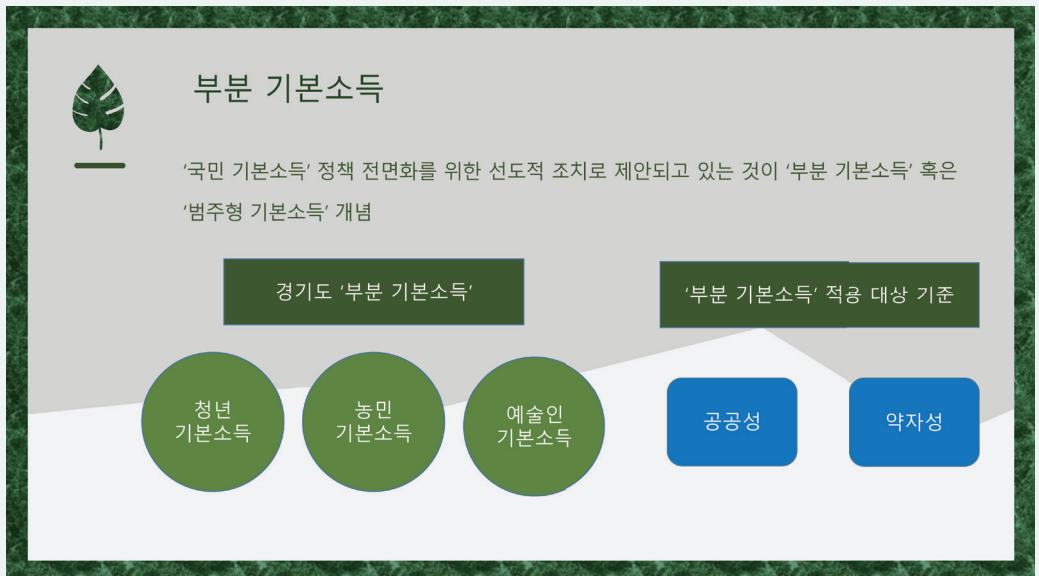 부분 기본소득
‘국민 기본소득’ 정책 전면화를 위한 선도적 조치로 제안되고 있는 것이 ‘부분 기본소득’ 혹은
‘범주형 기본소득’ 개념
경기도 ‘부분 기본소득’
‘부분 기본소득’ 적용 대상 기준
청년
기본소득
농민
기본소득
예술인
기본소득
공공성
약자성